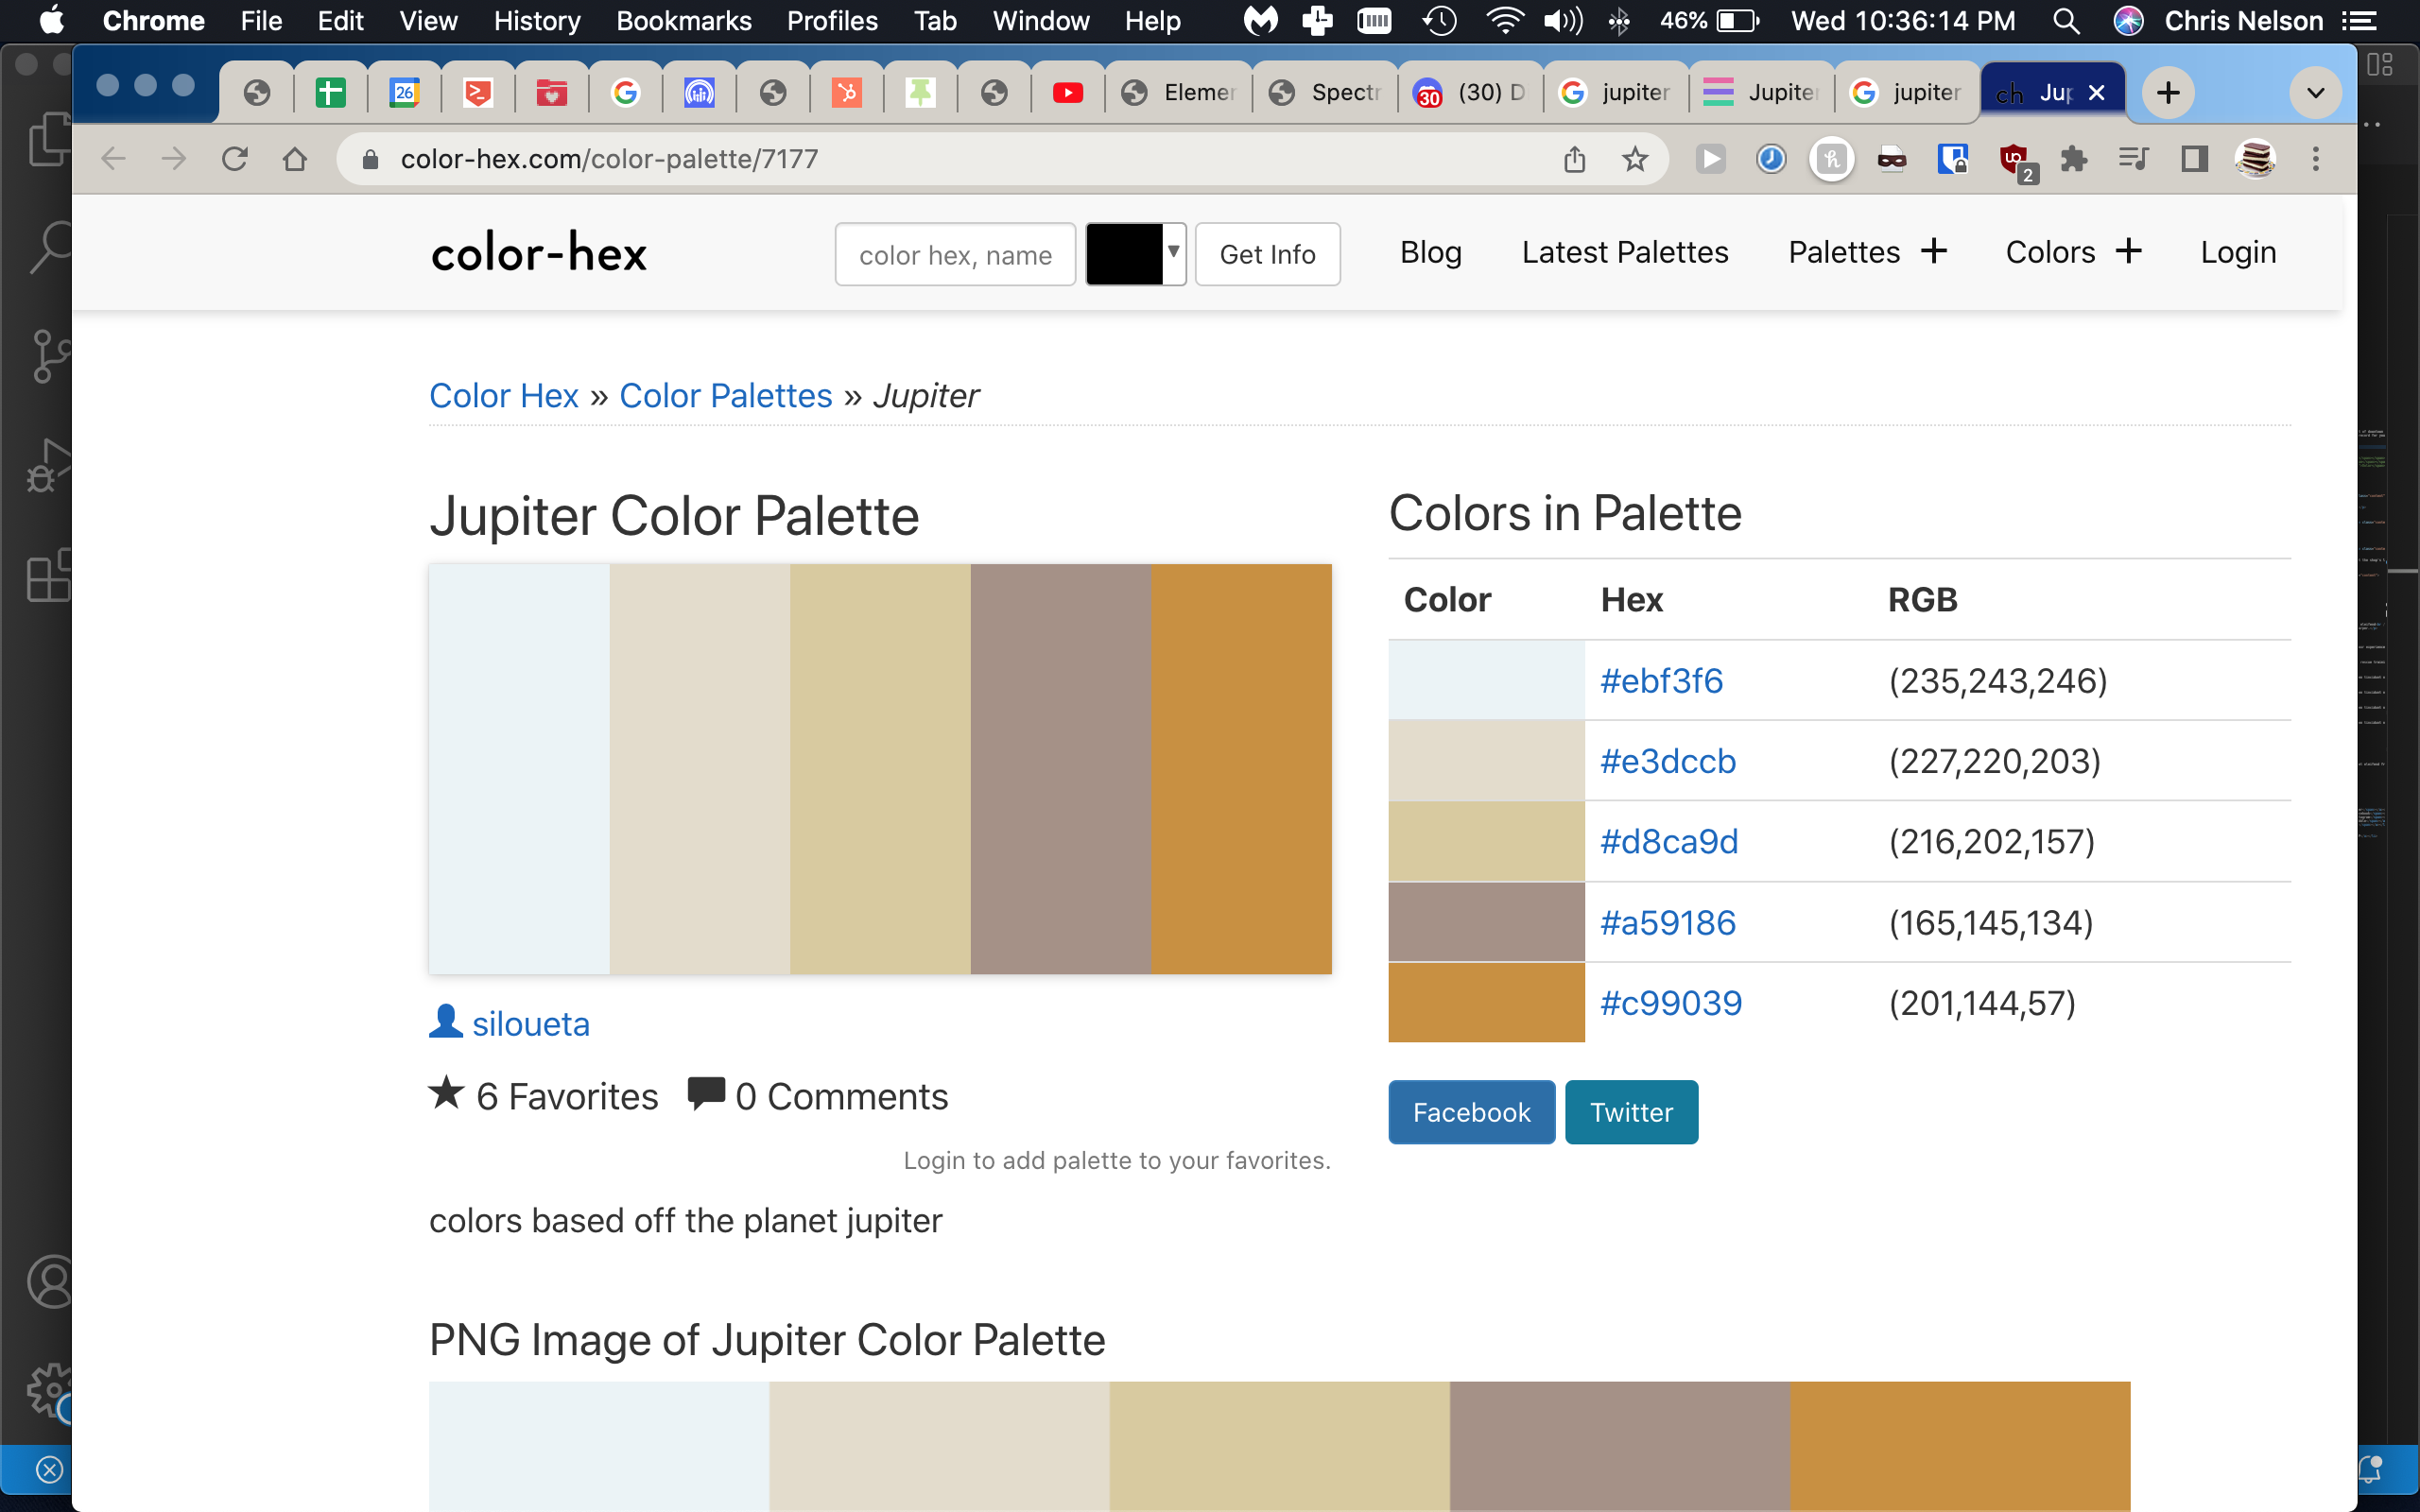 Chrome File Edit View History Bookmarks Profiles Tab Window Help 46% Wed 10:36:14 PM Chris Nelson
26 Elemer Spectr 30 (30) D jupiter Jupiter jupiter ch Jup
color-hex.com/color-palette/7177 2
color-hex color hex, name Get Info Blog Latest Palettes Palettes + Colors + Login
Color Hex » Color Palettes » Jupiter
Jupiter Color Palette
Colors in Palette
Color Hex RGB
#ebf3f6 (235,243,246)
#e3dccb (227,220,203)
#d8ca9d (216,202,157)
#a59186 (165,145,134)
#c99039 (201,144,57)
siloueta
6 Favorites 0 Comments
Facebook Twitter
Login to add palette to your favorites.
colors based off the planet jupiter
PNG Image of Jupiter Color Palette